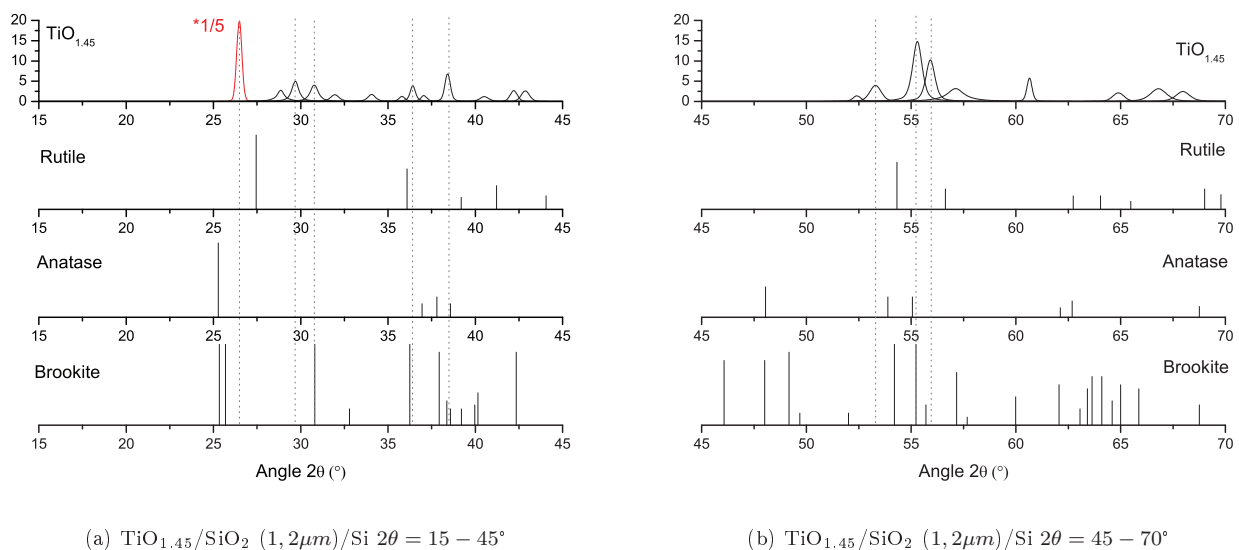 20
15
10
5
0
TiO1.45
*1/5
15 20 25 30 35 40 45
Rutile
15 20 25 30 35 40 45
Anatase
15 20 25 30 35 40 45
Brookite
15 20 25 30 35 40 45
Angle 2θ (°)
(a) TiO1.45/SiO2 (1, 2μm)/Si 2θ = 15 − 45°
20
15
10
5
0
TiO1.45
45 50 55 60 65 70
Rutile
45 50 55 60 65 70
Anatase
45 50 55 60 65 70
Brookite
45 50 55 60 65 70
Angle 2θ (°)
(b) TiO1.45/SiO2 (1, 2μm)/Si 2θ = 45 − 70°